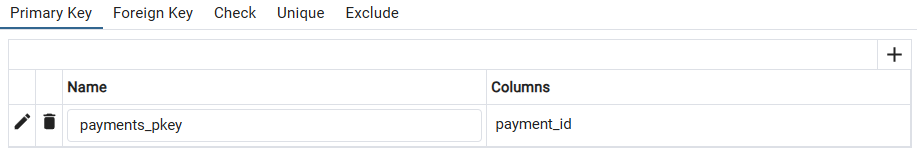 Primary Key Foreign Key Check Unique Exclude
Name Columns
payments_pkey payment_id